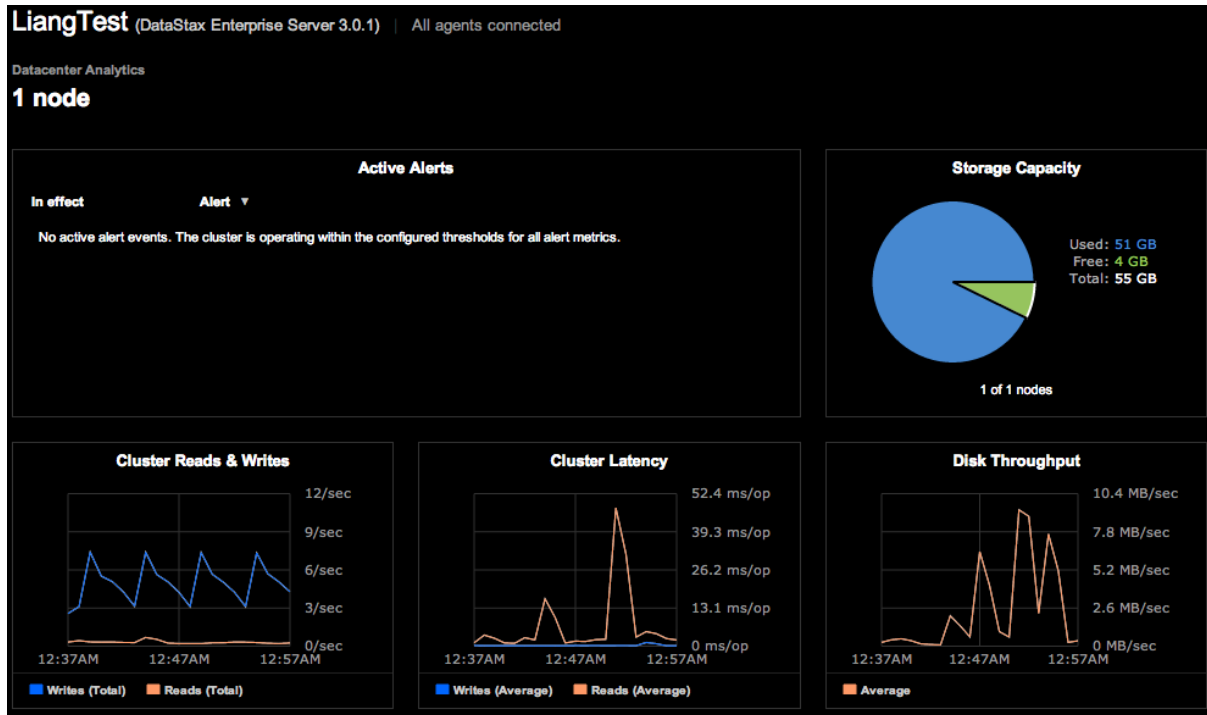 LiangTest (DataStax Enterprise Server 3.0.1) | All agents connected
Datacenter Analytics
1 node
Active Alerts
In effect Alert ▼
No active alert events. The cluster is operating within the configured thresholds for all alert metrics.
Storage Capacity
Used: 51 GB
Free: 4 GB
Total: 55 GB
1 of 1 nodes
Cluster Reads & Writes
12/sec
9/sec
6/sec
3/sec
0/sec
12:37AM 12:47AM 12:57AM
Writes (Total) Reads (Total)
Cluster Latency
52.4 ms/op
39.3 ms/op
26.2 ms/op
13.1 ms/op
0 ms/op
12:37AM 12:47AM 12:57AM
Writes (Average) Reads (Average)
Disk Throughput
10.4 MB/sec
7.8 MB/sec
5.2 MB/sec
2.6 MB/sec
0 MB/sec
12:37AM 12:47AM 12:57AM
Average